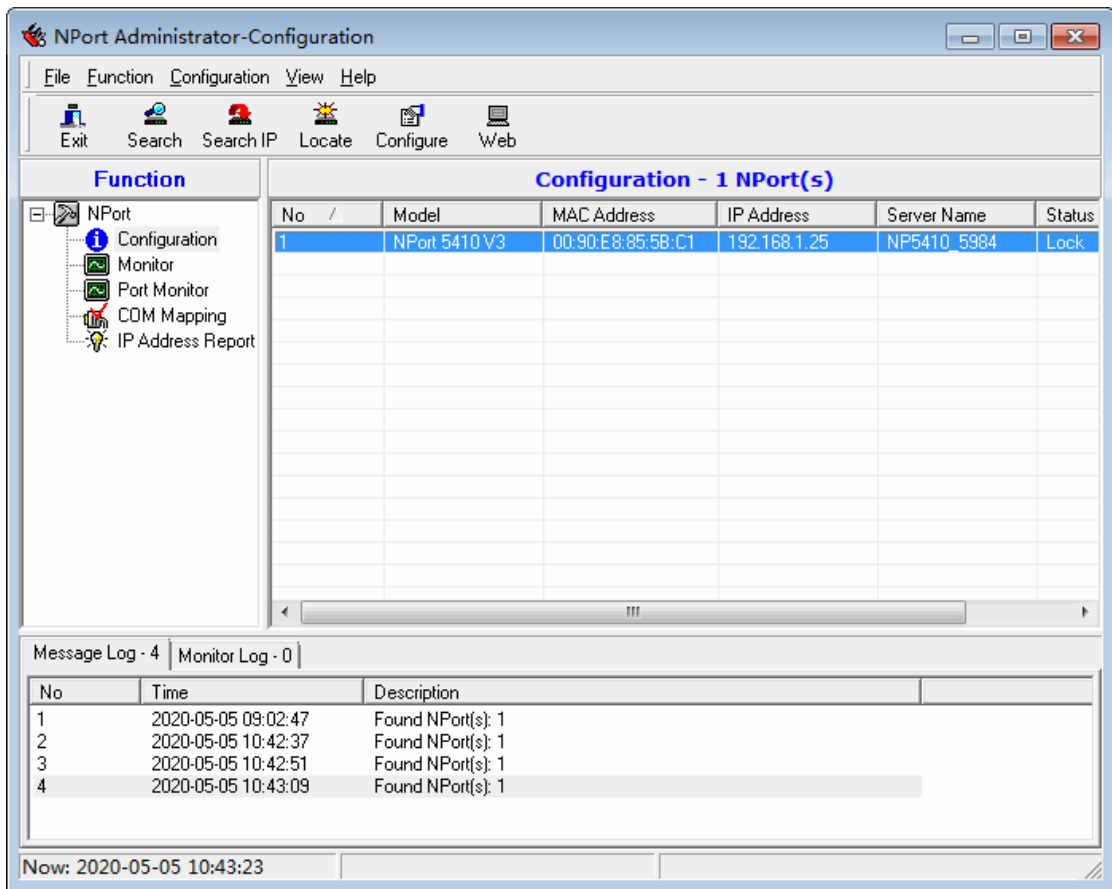 NPort Administrator-Configuration
File Function Configuration View Help
Exit Search Search IP Locate Configure Web
Function
Configuration - 1 NPort(s)
NPort
Configuration
Monitor
Port Monitor
COM Mapping
IP Address Report
No Model MAC Address IP Address Server Name Status
1 NPort 5410 V3 00:90:E8:85:5B:C1 192.168.1.25 NP5410_5984 Lock
Message Log - 4 Monitor Log - 0
No Time Description
1 2020-05-05 09:02:47 Found NPort(s): 1
2 2020-05-05 10:42:37 Found NPort(s): 1
3 2020-05-05 10:42:51 Found NPort(s): 1
4 2020-05-05 10:43:09 Found NPort(s): 1
Now: 2020-05-05 10:43:23